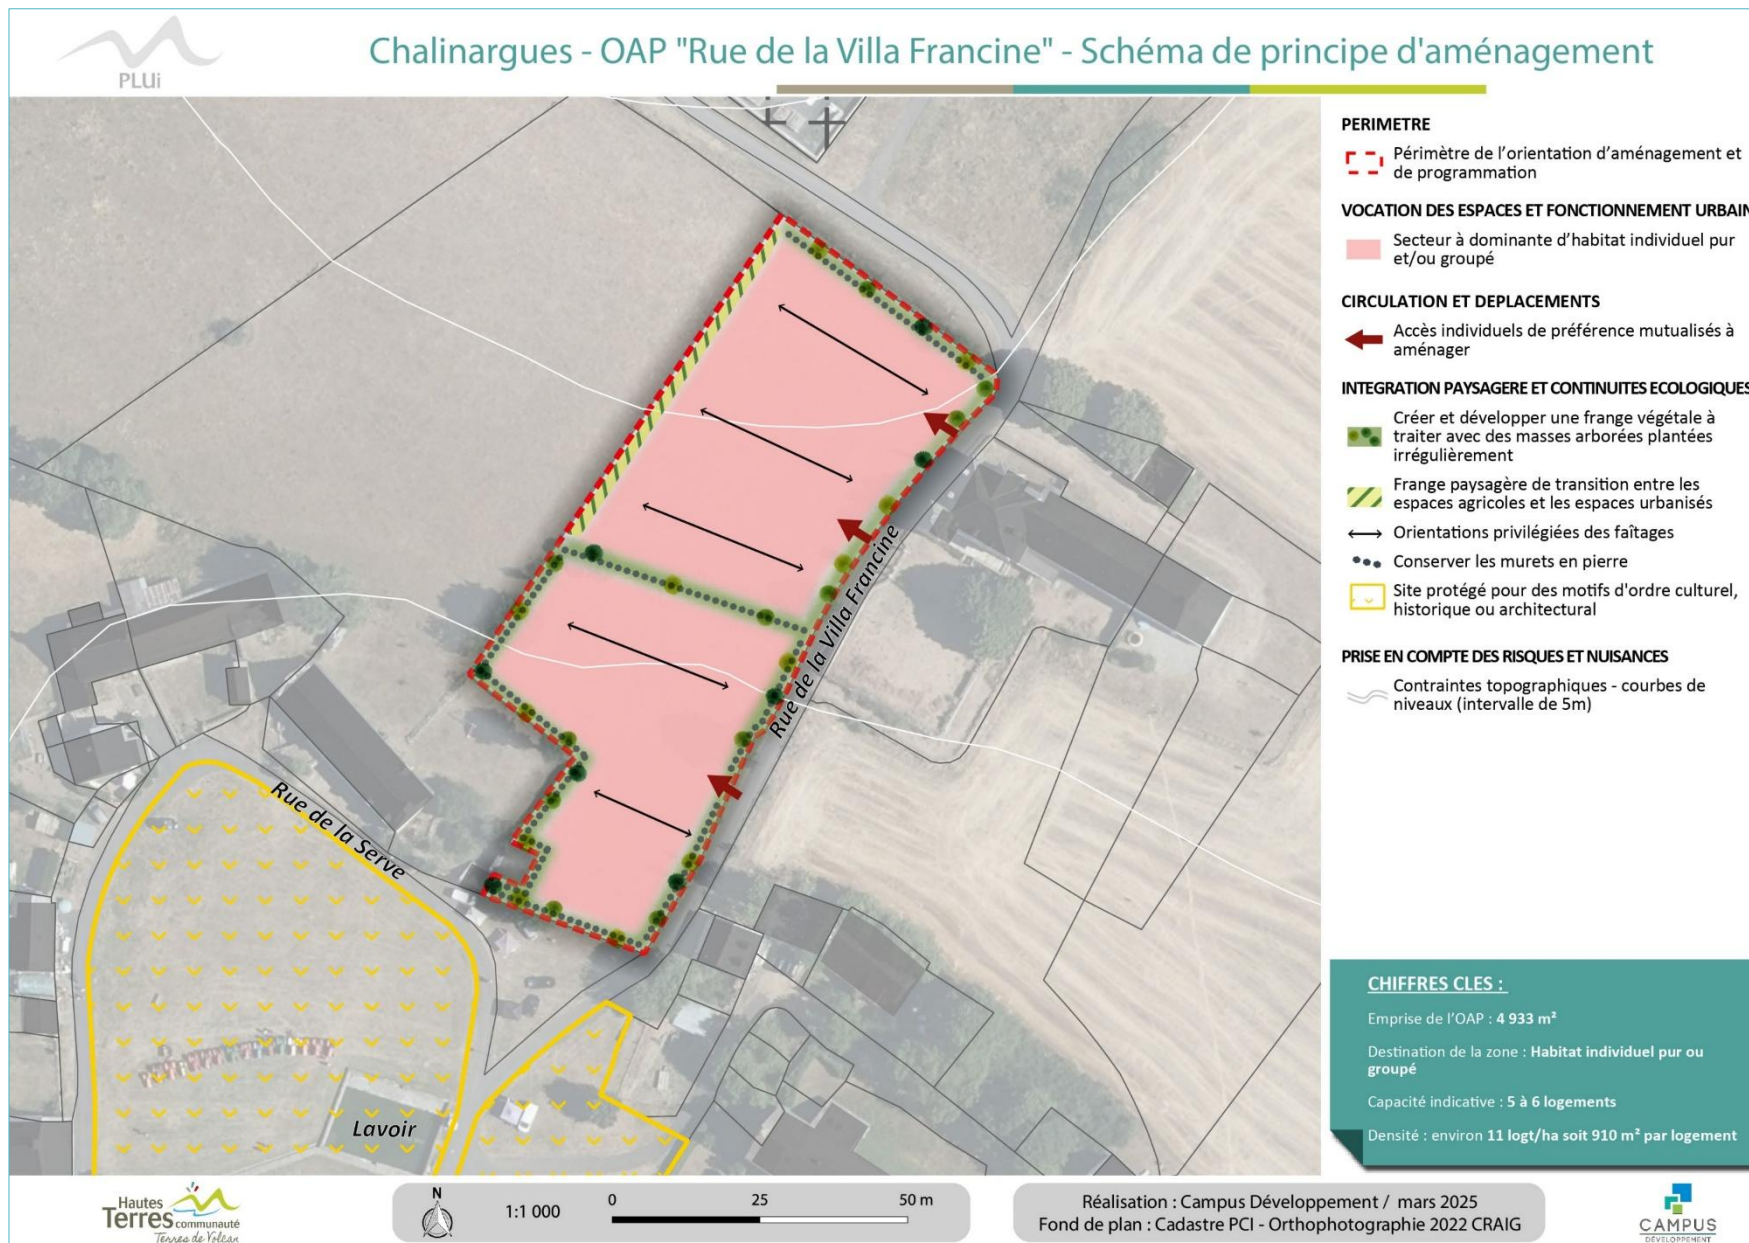 PLUi
Chalinargues - OAP "Rue de la Villa Francine" - Schéma de principe d'aménagement
Rue de la Villa Francine
Rue de la Serve
Lavoir
PERIMETRE
Périmètre de l'orientation d'aménagement et
de programmation
VOCATION DES ESPACES ET FONCTIONNEMENT URBAIN
Secteur à dominante d'habitat individuel pur
et/ou groupé
CIRCULATION ET DEPLACEMENTS
Accès individuels de préférence mutualisés à
aménager
INTEGRATION PAYSAGERE ET CONTINUITES ECOLOGIQUES
Créer et développer une frange végétale à
traiter avec des masses arborées plantées
irrégulièrement
Frange paysagère de transition entre les
espaces agricoles et les espaces urbanisés
Orientations privilégiées des faîtages
Conserver les murets en pierre
Site protégé pour des motifs d'ordre culturel,
historique ou architectural
PRISE EN COMPTE DES RISQUES ET NUISANCES
Contraintes topographiques - courbes de
niveaux (intervalle de 5m)
CHIFFRES CLES :
Emprise de l'OAP : 4 933 m²
Destination de la zone : Habitat individuel pur ou
groupé
Capacité indicative : 5 à 6 logements
Densité : environ 11 logt/ha soit 910 m² par logement
Hautes
Terres communauté
Terres de Volcan
N
1:1 000
0 25 50 m
Réalisation : Campus Développement / mars 2025
Fond de plan : Cadastre PCI - Orthophotographie 2022 CRAIG
CAMPUS
DÉVELOPPEMENT